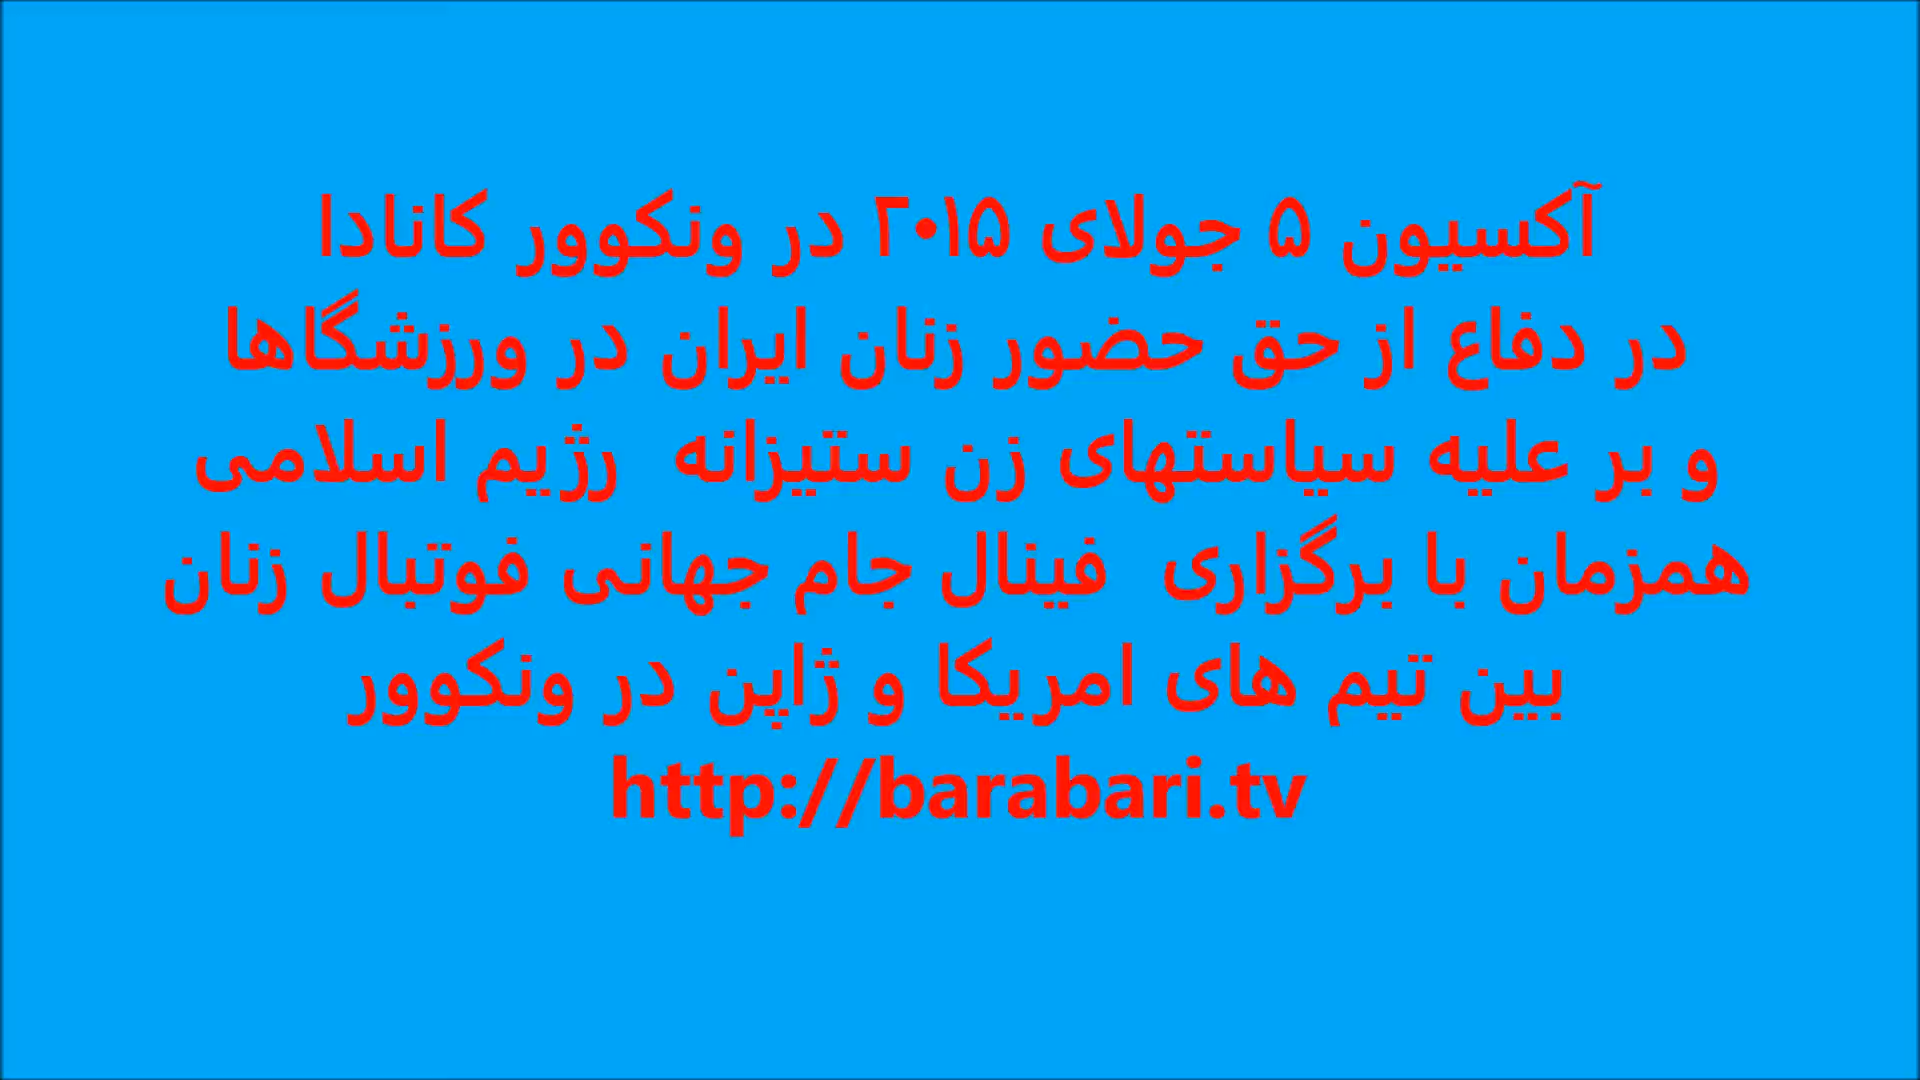 آکسیون ۵ جولای ۲۰۱۵ در ونکوور کانادا
در دفاع از حق حضور زنان ایران در ورزشگاها
و بر علیه سیاستهای زن ستیزانه رژیم اسلامی
همزمان با برگزاری فینال جام جهانی فوتبال زنان
بین تیم های امریکا و ژاپن در ونکوور
http://barabari.tv